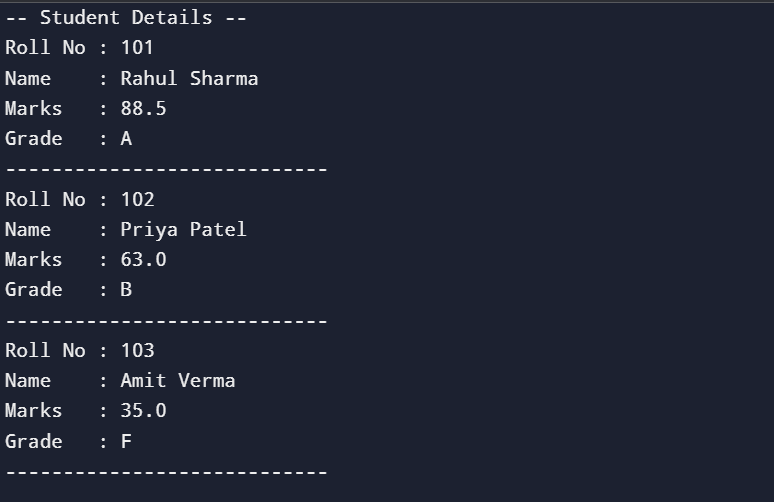 -- Student Details --
Roll No : 101
Name    : Rahul Sharma
Marks   : 88.5
Grade   : A
----------------------------
Roll No : 102
Name    : Priya Patel
Marks   : 63.0
Grade   : B
----------------------------
Roll No : 103
Name    : Amit Verma
Marks   : 35.0
Grade   : F
----------------------------